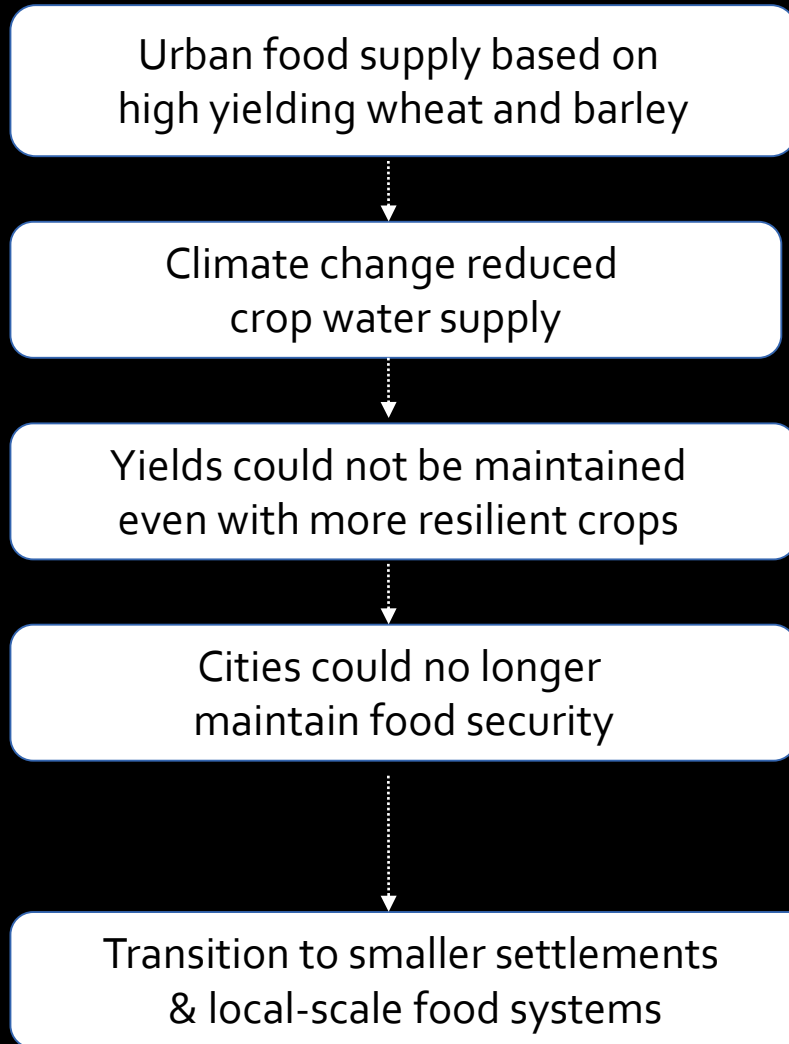 Urban food supply based on
high yielding wheat and barley
Climate change reduced
crop water supply
Yields could not be maintained
even with more resilient crops
Cities could no longer
maintain food security
Transition to smaller settlements
& local-scale food systems